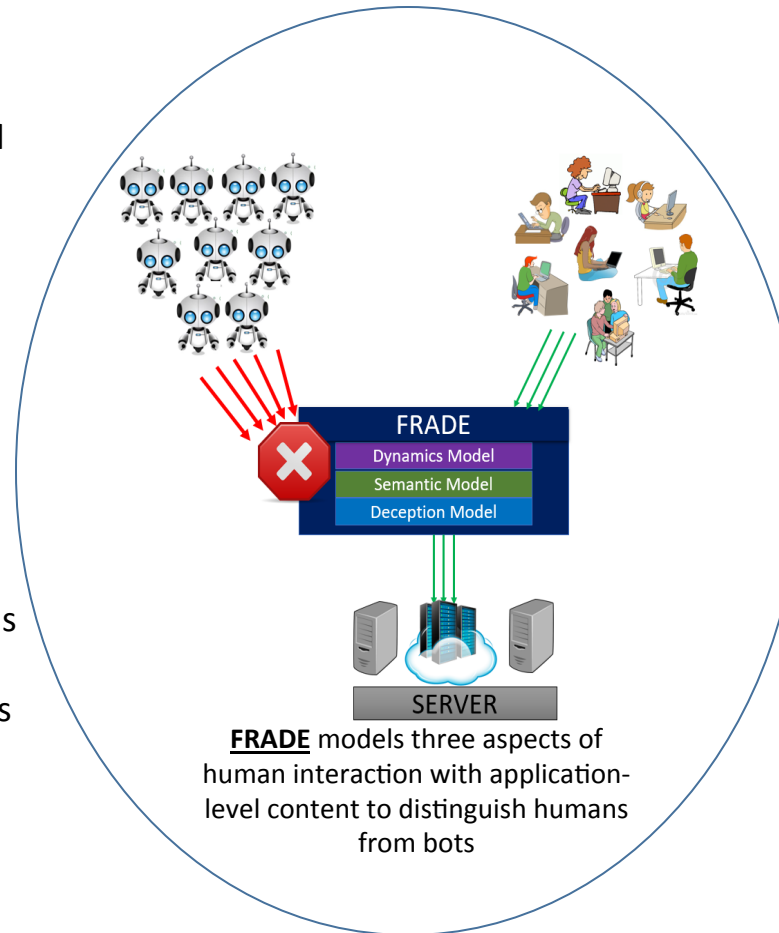 FRADE
Dynamics Model
Semantic Model
Deception Model
SERVER
FRADE models three aspects of
human interaction with application-
level content to distinguish humans
from bots